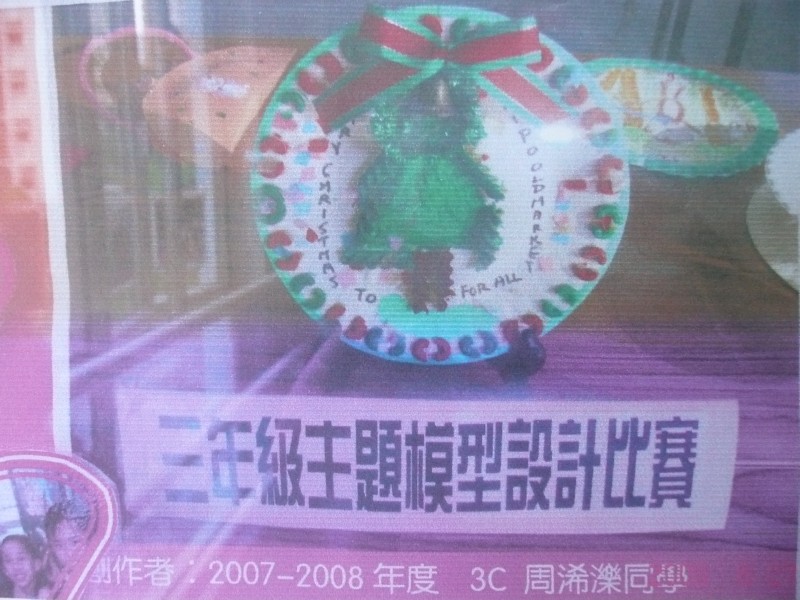 CHRISTMAS TO FOR ALL
三年級主題模型設計比賽
創作者：2007-2008 年度 3C 周浠濼同學